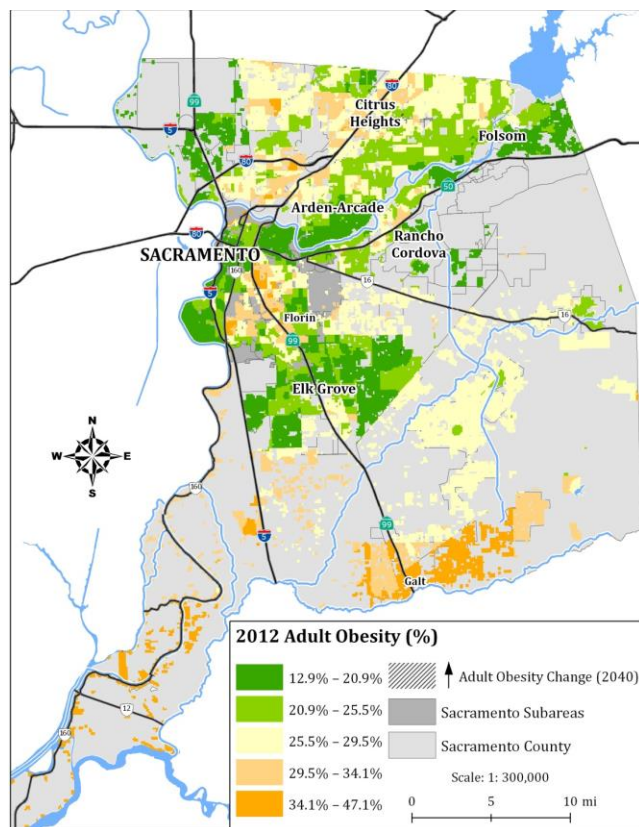 80
99
5
Citrus
Heights
Folsom
80
50
Arden-Arcade
80
Rancho
Cordova
SACRAMENTO
160
16
5
Florin
16
99
Elk Grove
N
W E
S
160
5
99
Galt
12
160
2012 Adult Obesity (%)
12.9% – 20.9%
20.9% – 25.5%
25.5% – 29.5%
29.5% – 34.1%
34.1% – 47.1%
Adult Obesity Change (2040)
Sacramento Subareas
Sacramento County
Scale: 1: 300,000
0 5 10 mi